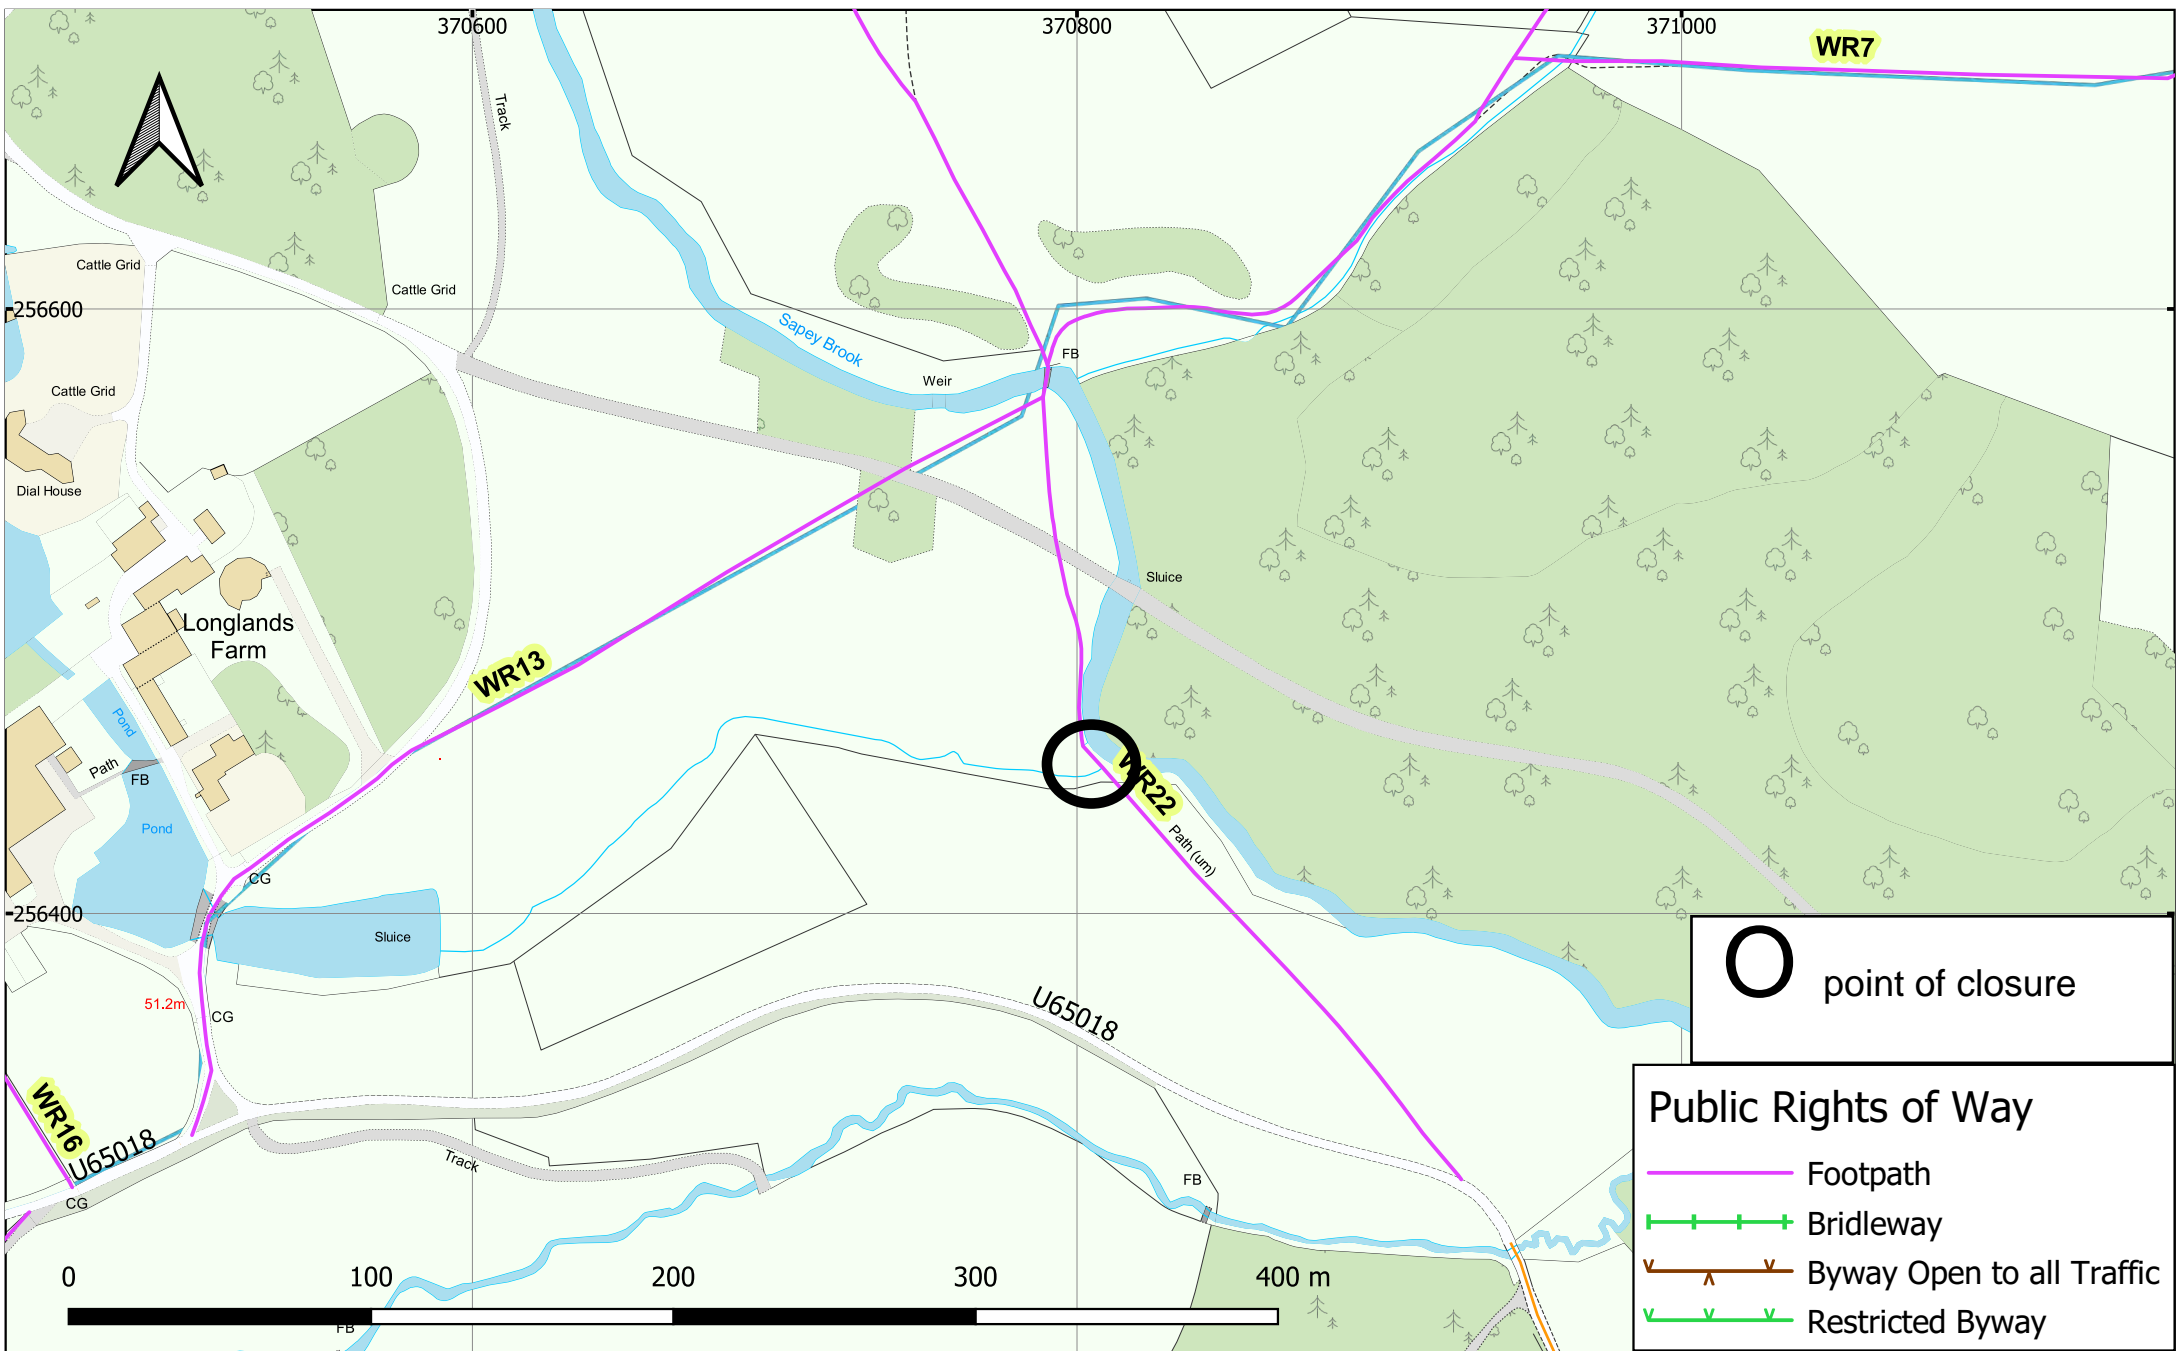 370600
370800
371000
WR7
Track
Cattle Grid
Cattle Grid
256600
Sapey Brook
FB
Weir
Cattle Grid
Dial House
Sluice
Longlands
Farm
WR13
Pond
Path
FB
WR22
Pond
Path (um)
CG
256400
Sluice
point of closure
51.2m
CG
U65018
WR16
U65018
Track
CG
FB
Public Rights of Way
Footpath
Bridleway
Byway Open to all Traffic
Restricted Byway
0 100 200 300 400 m
FB